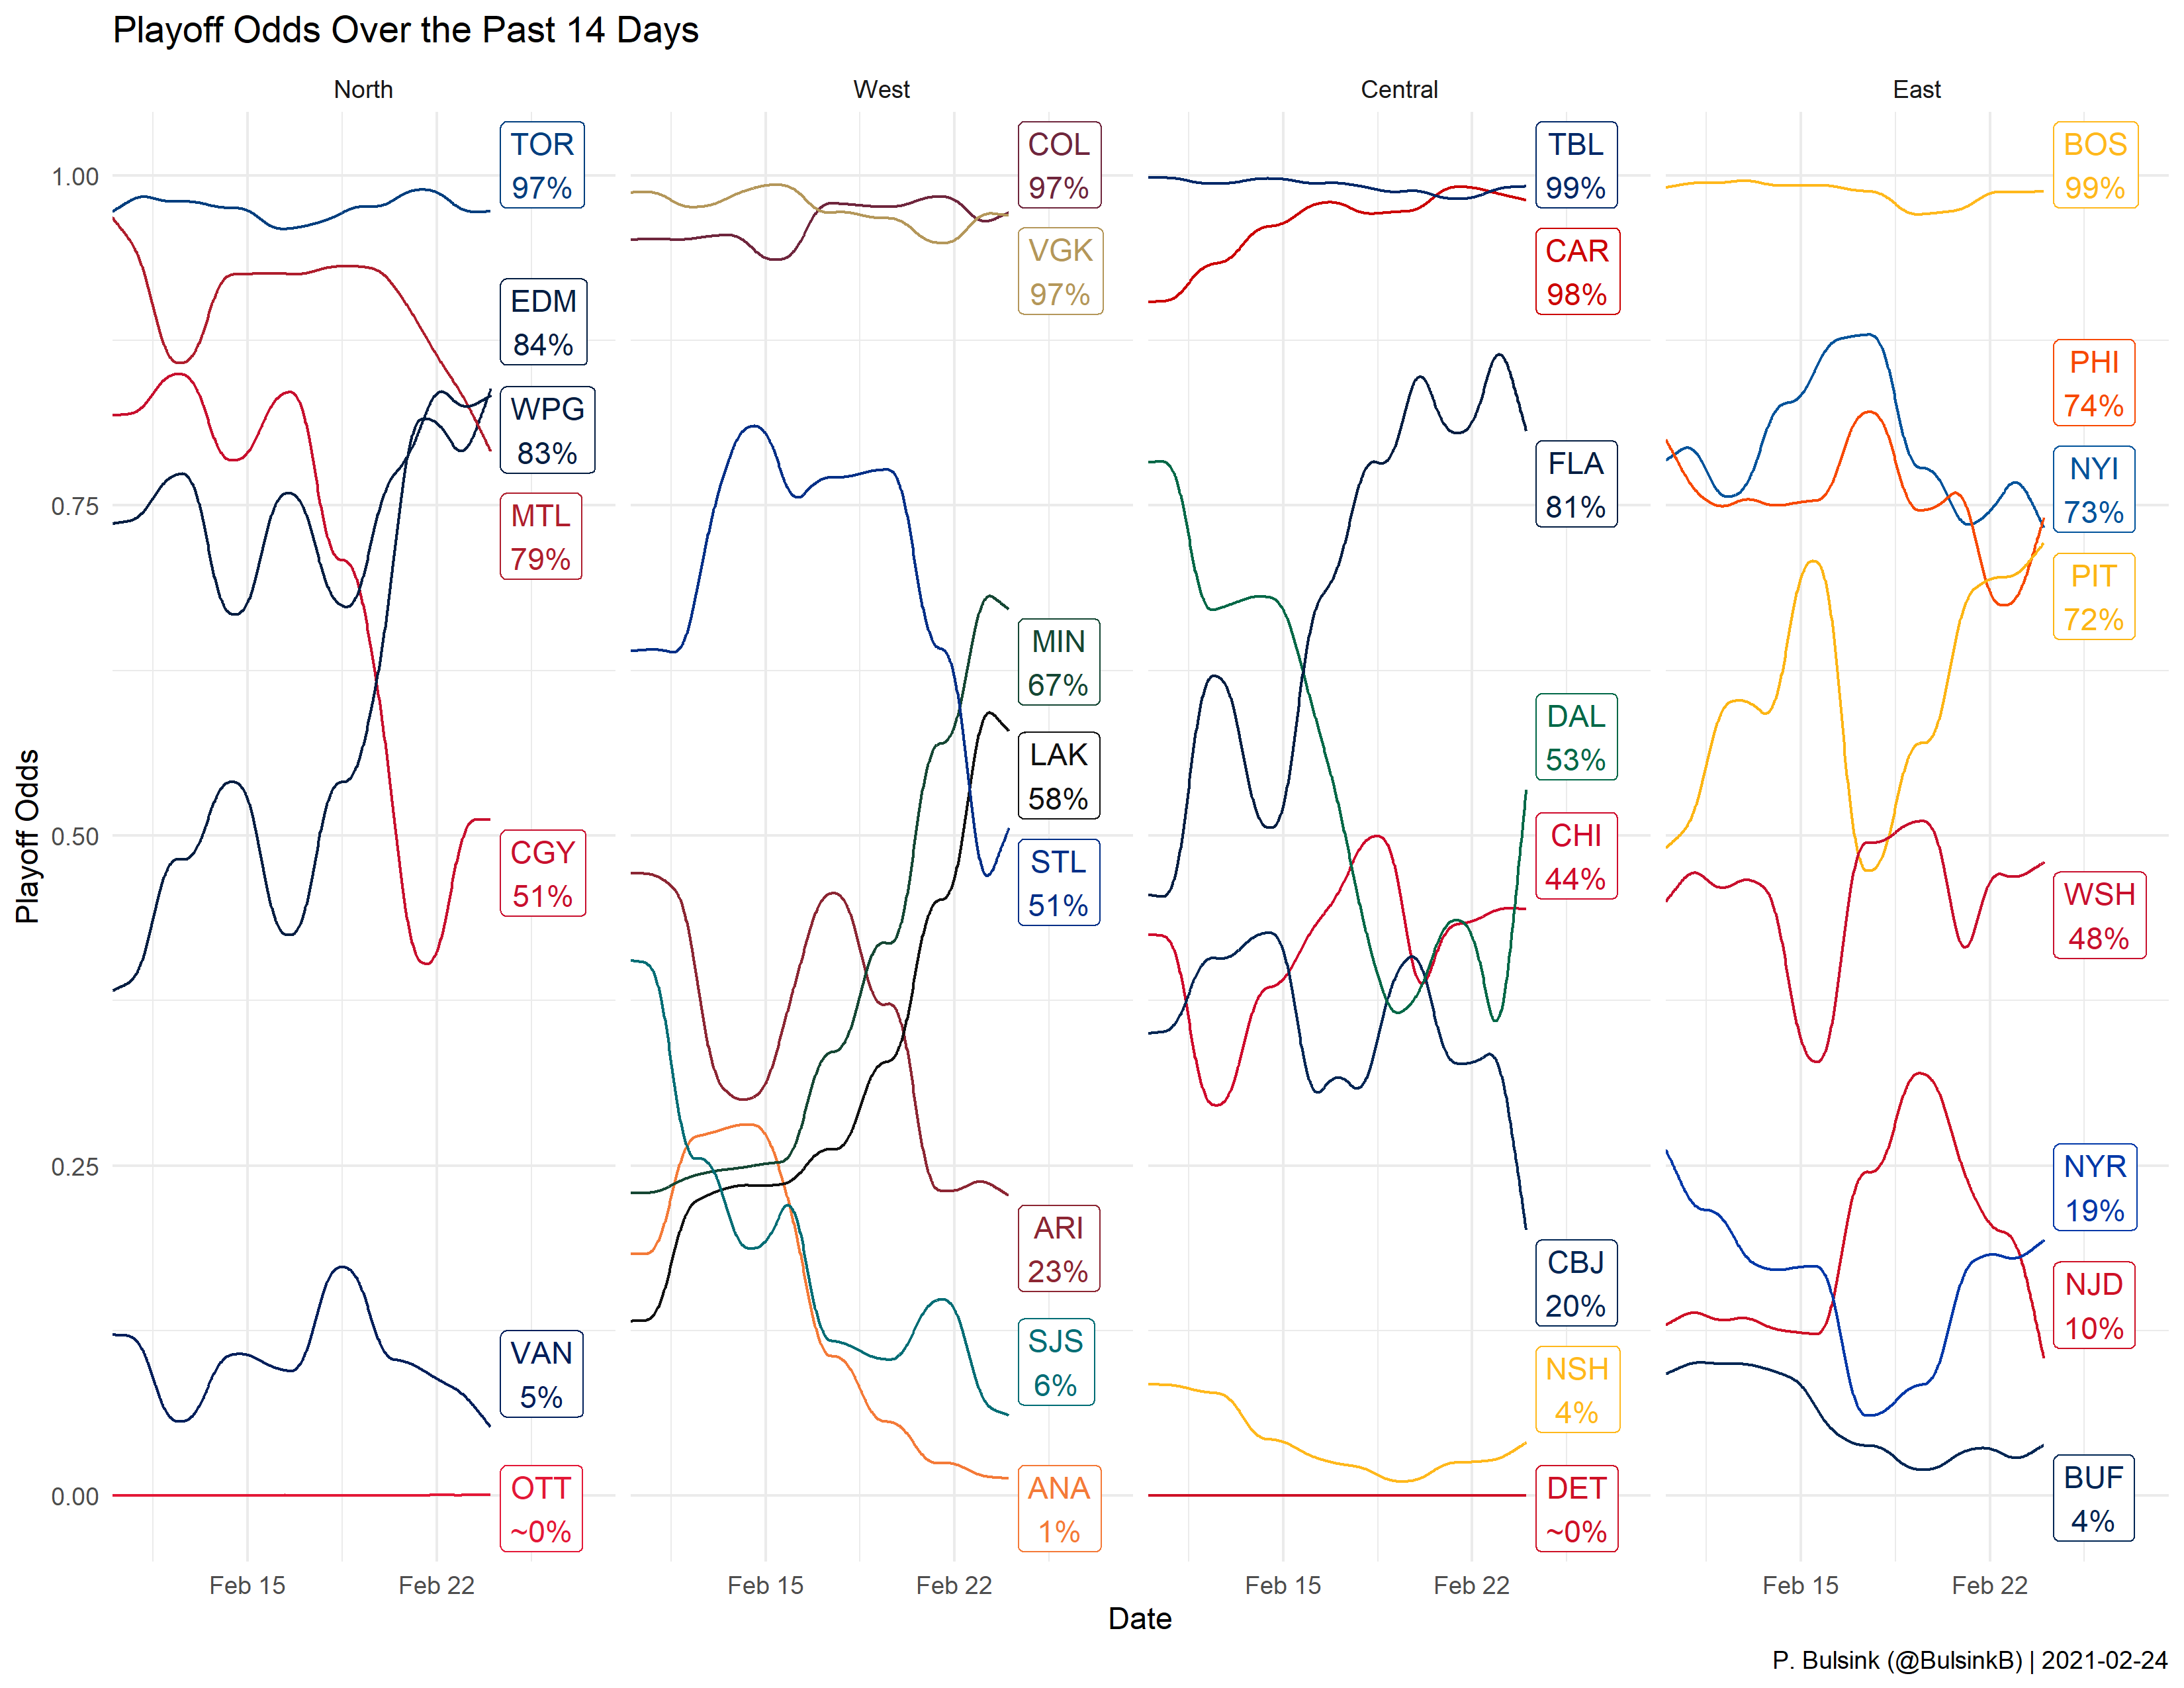 Playoff Odds Over the Past 14 Days
North
West
Central
East
Playoff Odds
1.00
0.75
0.50
0.25
0.00
TOR
97%
EDM
84%
WPG
83%
MTL
79%
CGY
51%
VAN
5%
OTT
~0%
COL
97%
VGK
97%
MIN
67%
LAK
58%
STL
51%
ARI
23%
SJS
6%
ANA
1%
TBL
99%
CAR
98%
FLA
81%
DAL
53%
CHI
44%
CBJ
20%
NSH
4%
DET
~0%
BOS
99%
PHI
74%
NYI
73%
PIT
72%
WSH
48%
NYR
19%
NJD
10%
BUF
4%
Feb 15
Feb 22
Feb 15
Feb 22
Feb 15
Feb 22
Feb 15
Feb 22
Date
P. Bulsink (@BulsinkB) | 2021-02-24